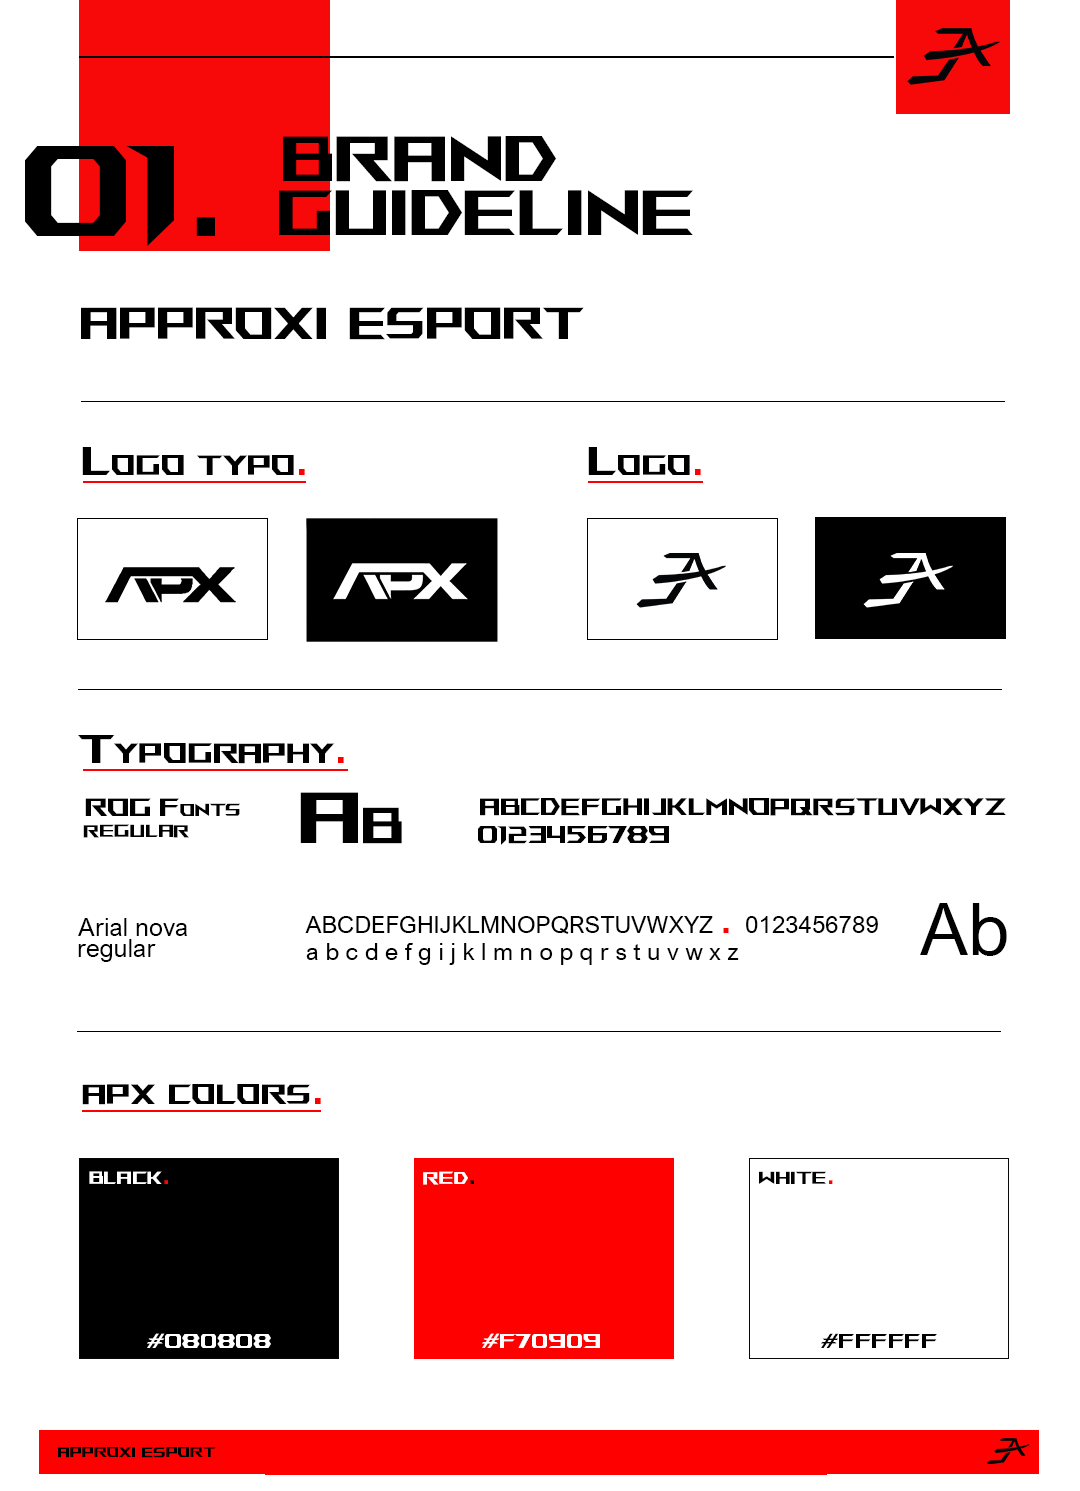 01. BRAND
GUIDELINE
APPROXI ESPORT
LOGO TYPO.
LOGO.
APX
APX
TYPOGRAPHY.
ROG FONTS
REGULAR
AB
ABCDEFGHIJKLMNOPQRSTUVWXYZ
0123456789
Arial nova
regular
ABCDEFGHIJKLMNOPQRSTUVWXYZ . 0123456789
a b c d e f g i j k l m n o p q r s t u v w x z
Ab
APX COLORS.
BLACK.
#080808
RED.
#F70909
WHITE.
#FFFFFF
APPROXI ESPORT